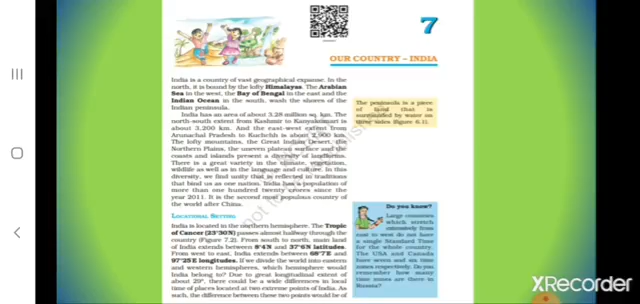 7
OUR COUNTRY – INDIA
India is a country of vast geographical expanse. In the
north, it is bound by the lofty Himalayas. The Arabian
Sea in the west, the Bay of Bengal in the east and the
Indian Ocean in the south, wash the shores of the
Indian peninsula.
India has an area of about 3.28 million sq. km. The
north-south extent from Kashmir to Kanyakumari is
about 3,200 km. And the east-west extent from
Arunachal Pradesh to Kuchchh is about 2,900 km.
The lofty mountains, the Great Indian Desert, the
Northern Plains, the uneven plateau surface and the
coasts and islands present a diversity of landforms.
There is a great variety in the climate, vegetation,
wildlife as well as in the language and culture. In
this diversity, we find unity that is reflected in traditions
that bind us as one nation. India has a population of
more than one hundred twenty crores since the
year 2011. It is the second most populous country of
the world after China.
The peninsula is a piece
of land that is
surrounded by water on
three sides (Figure 6.1).
LOCATIONAL SETTING
India is located in the northern hemisphere. The Tropic
of Cancer (23°30'N) passes almost halfway through the
country (Figure 7.2). From south to north, main land
of India extends between 8°4'N and 37°6'N latitudes.
From west to east, India extends between 68°7'E and
97°25'E longitudes. If we divide the world into eastern
and western hemispheres, which hemisphere would
India belong to? Due to great longitudinal extent of
about 29°, there could be a wide differences in local
time of places located at two extreme points of India. As
such, the difference between these two points would be of
Do you know?
Large countries
which stretch
extensively from
east to west do not have
a single Standard Time
for the whole country.
The USA and Canada
have seven and six time
zones respectively. Do you
remember how many
time zones are there in
Russia?
XRecorder